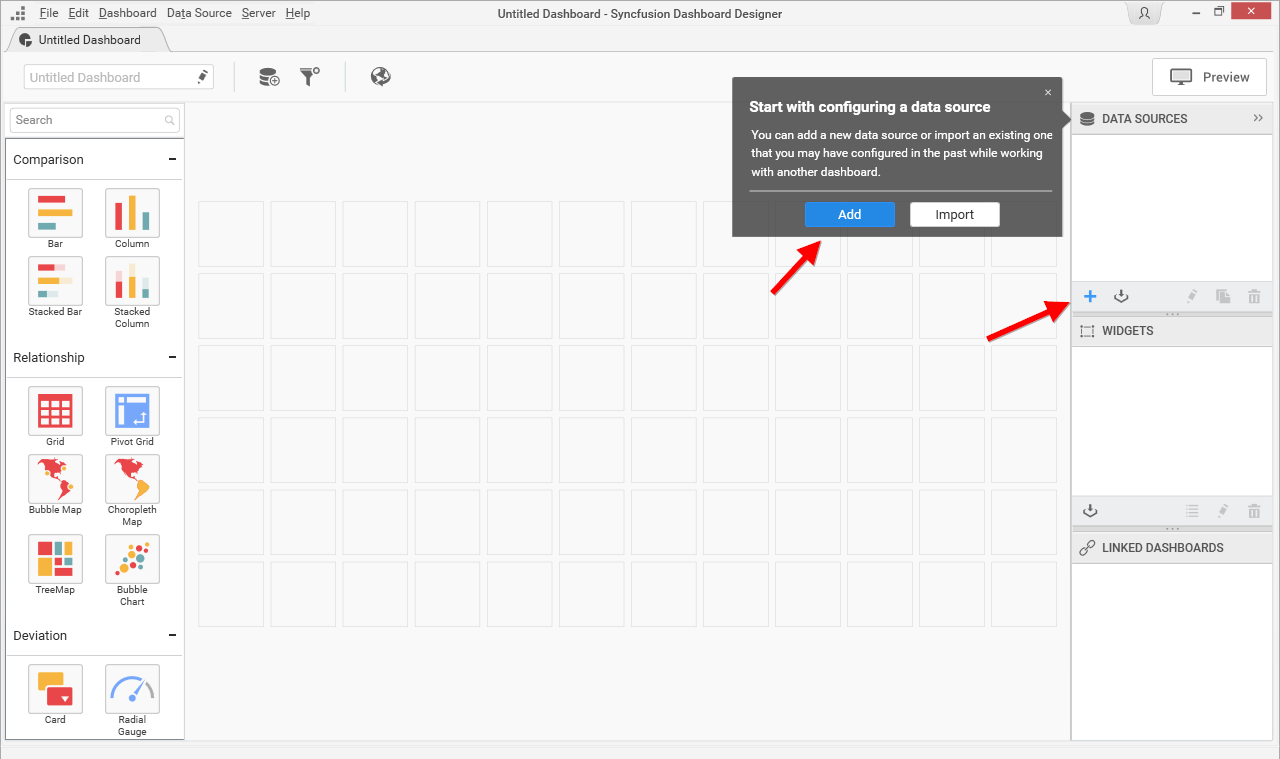 File Edit Dashboard Data Source Server Help
Untitled Dashboard - Syncfusion Dashboard Designer
Untitled Dashboard
Untitled Dashboard
Preview
Search
Comparison
Bar
Column
Stacked Bar
Stacked
Column
Relationship
Grid
Pivot Grid
Bubble Map
Choropleth
Map
TreeMap
Bubble
Chart
Deviation
Card
Radial
Gauge
Start with configuring a data source
You can add a new data source or import an existing one
that you may have configured in the past while working
with another dashboard.
Add
Import
DATA SOURCES
WIDGETS
LINKED DASHBOARDS